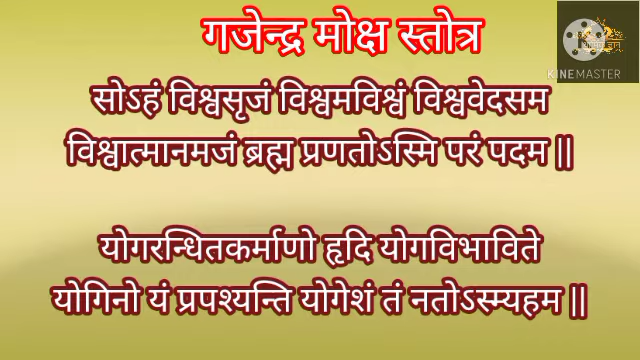 गजेन्द्र मोक्ष स्तोत्र
KINEMASTER
सोऽहं विश्वसृजं विश्वमविश्वं विश्ववेदसम
विश्वात्मानमजं ब्रह्म प्रणतोऽस्मि परं पदम ||
योगरन्धितकर्माणो हृदि योगविभाविते
योगिनो यं प्रपश्यन्ति योगेशं तं नतोऽस्म्यहम ||